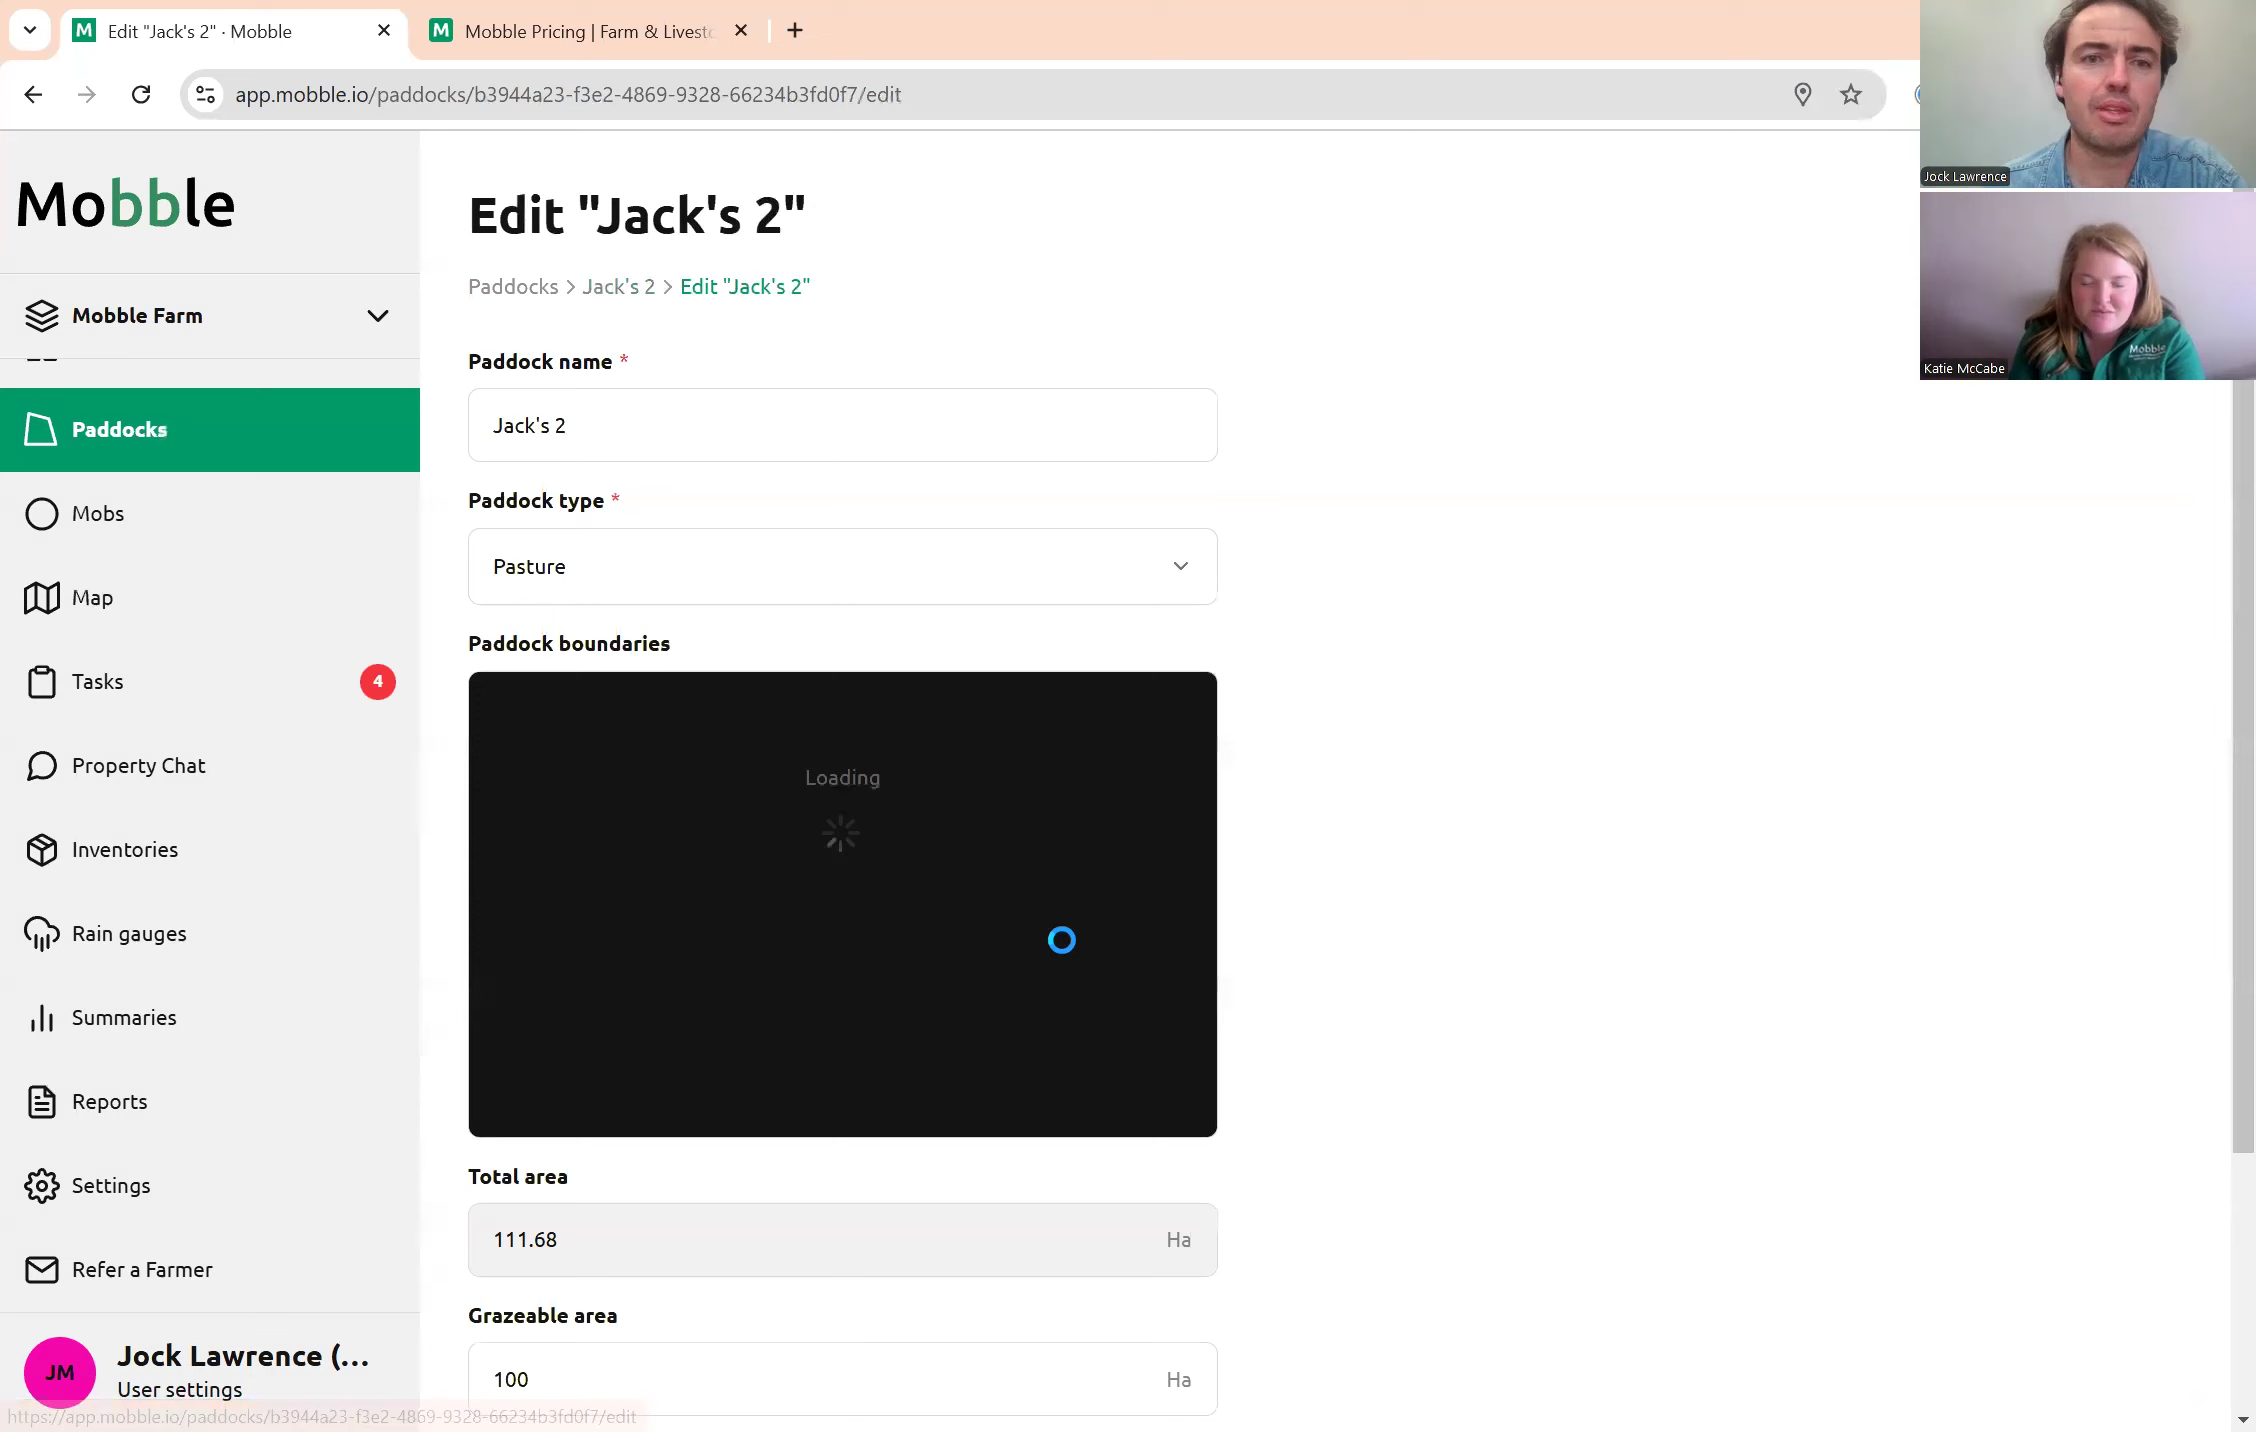 M Edit "Jack's 2" · Mobble
M Mobble Pricing | Farm & Livesto
app.mobble.io/paddocks/b3944a23-f3e2-4869-9328-66234b3fd0f7/edit
Jock Lawrence
Mobble
Katie McCabe
Mobble
Mobble Farm
Paddocks
Mobs
Map
Tasks 4
Property Chat
Inventories
Rain gauges
Summaries
Reports
Settings
Refer a Farmer
JM Jock Lawrence (...
User settings
https://app.mobble.io/paddocks/b3944a23-f3e2-4869-9328-66234b3fd0f7/edit
Edit "Jack's 2"
Paddocks > Jack's 2 > Edit "Jack's 2"
Paddock name *
Jack's 2
Paddock type *
Pasture
Paddock boundaries
Loading
Total area
111.68 Ha
Grazeable area
100 Ha